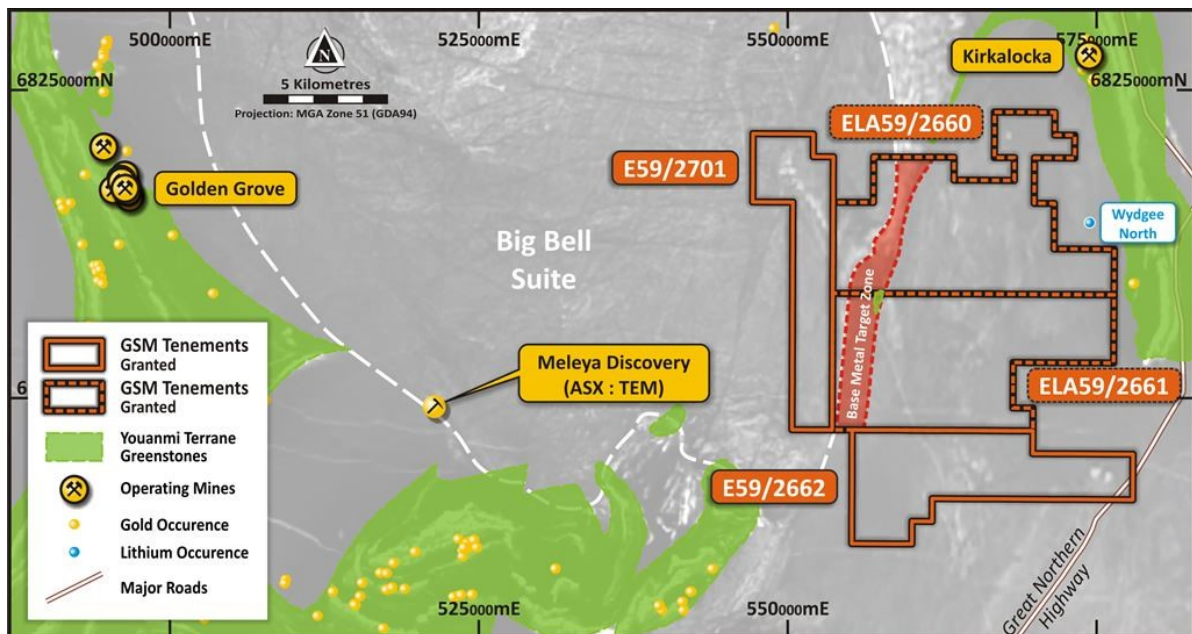 500000mE
525000mE
550000mE
575000mE
6825000mN
N
5 Kilometres
Projection: MGA Zone 51 (GDA94)
Kirkalocka
6825000mN
ELA59/2660
E59/2701
Golden Grove
Wydgee
North
Big Bell
Suite
Base Metal Target Zone
Meleya Discovery
(ASX : TEM)
ELA59/2661
E59/2662
GSM Tenements
Granted
GSM Tenements
Granted
Youanmi Terrane
Greenstones
Operating Mines
Gold Occurence
Lithium Occurence
Major Roads
6
525000mE
550000mE
Great Northern
Highway